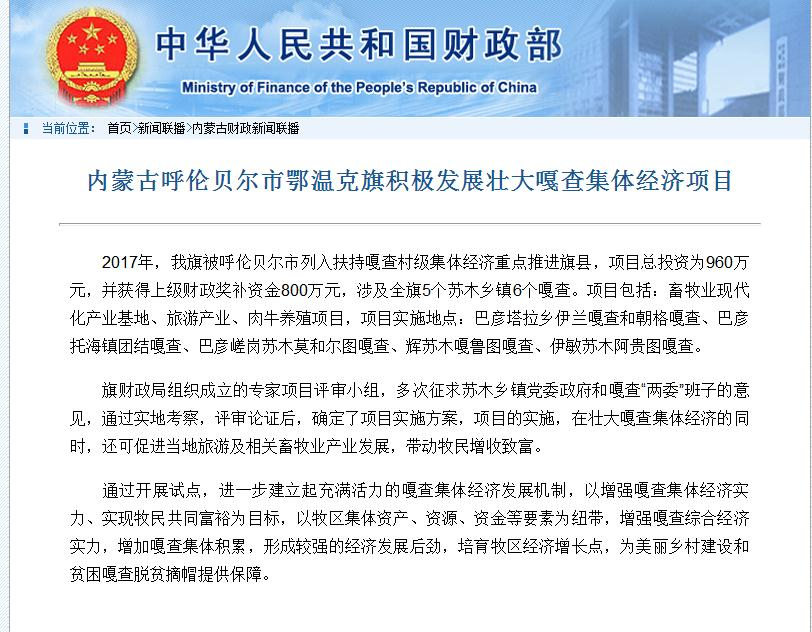 中华人民共和国财政部
Ministry of Finance of the People's Republic of China
当前位置： 首页>新闻联播>内蒙古财政新闻联播
内蒙古呼伦贝尔市鄂温克旗积极发展壮大嘎查集体经济项目
2017年，我旗被呼伦贝尔市列入扶持嘎查村级集体经济重点推进旗县，项目总投资为960万
元，并获得上级财政奖补资金800万元，涉及全旗5个苏木乡镇6个嘎查。项目包括：畜牧业现代
化产业基地、旅游产业、肉牛养殖项目，项目实施地点：巴彦塔拉乡伊兰嘎查和朝格嘎查、巴彦
托海镇团结嘎查、巴彦嵯岗苏木莫和尔图嘎查、辉苏木嘎鲁图嘎查、伊敏苏木阿贵图嘎查。
旗财政局组织成立的专家项目评审小组，多次征求苏木乡镇党委政府和嘎查“两委”班子的意
见，通过实地考察，评审论证后，确定了项目实施方案，项目的实施，在壮大嘎查集体经济的同
时，还可促进当地旅游及相关畜牧业产业发展，带动牧民增收致富。
通过开展试点，进一步建立起充满活力的嘎查集体经济发展机制，以增强嘎查集体经济实
力、实现牧民共同富裕为目标，以牧区集体资产、资源、资金等要素为纽带，增强嘎查综合经济
实力，增加嘎查集体积累，形成较强的经济发展后劲，培育牧区经济增长点，为美丽乡村建设和
贫困嘎查脱贫摘帽提供保障。